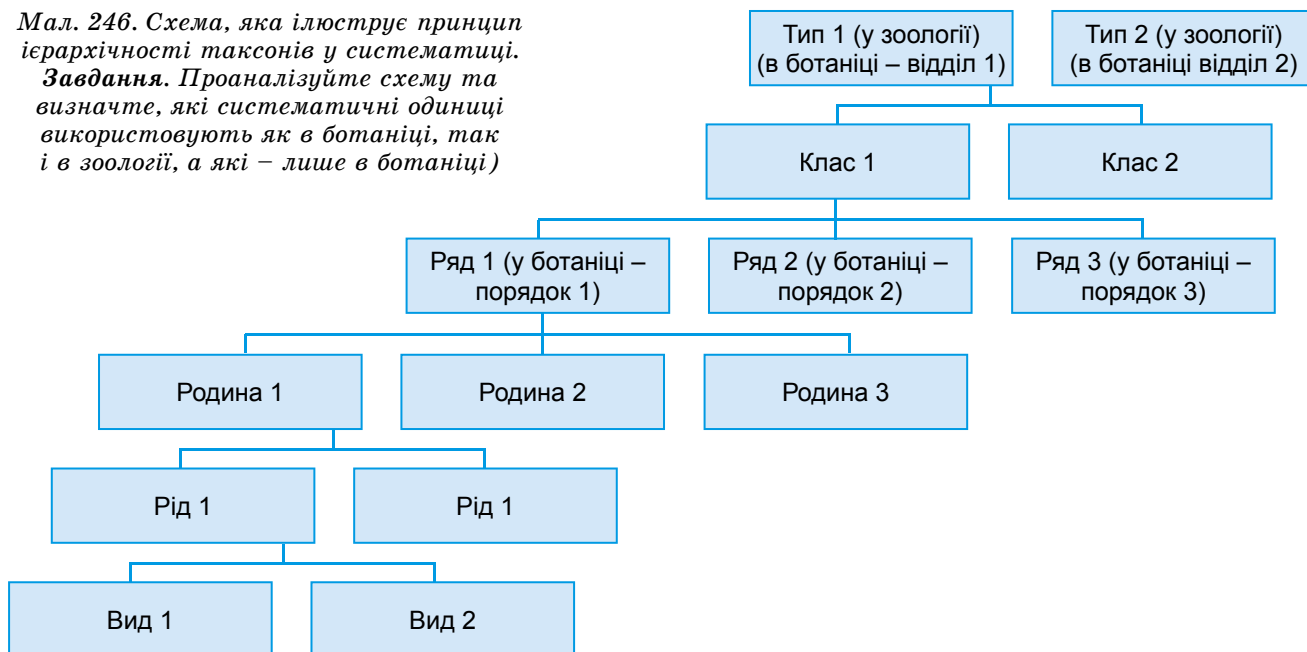 Мал. 246. Схема, яка ілюструє принцип
ієрархічності таксонів у систематиці.
Завдання. Проаналізуйте схему та
визначте, які систематичні одиниці
використовують як в ботаніці, так
і в зоології, а які – лише в ботаніці)
Тип 1 (у зоології)
(в ботаніці – відділ 1)
Тип 2 (у зоології)
(в ботаніці відділ 2)
Клас 1
Клас 2
Ряд 1 (у ботаніці –
порядок 1)
Ряд 2 (у ботаніці –
порядок 2)
Ряд 3 (у ботаніці –
порядок 3)
Родина 1
Родина 2
Родина 3
Рід 1
Рід 1
Вид 1
Вид 2